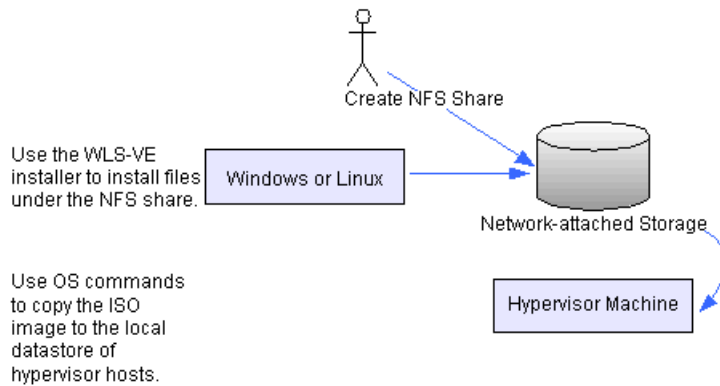 Create NFS Share
Use the WLS-VE
installer to install files
under the NFS share.
Windows or Linux
Network-attached Storage
Use OS commands
to copy the ISO
image to the local
datastore of
hypervisor hosts.
Hypervisor Machine